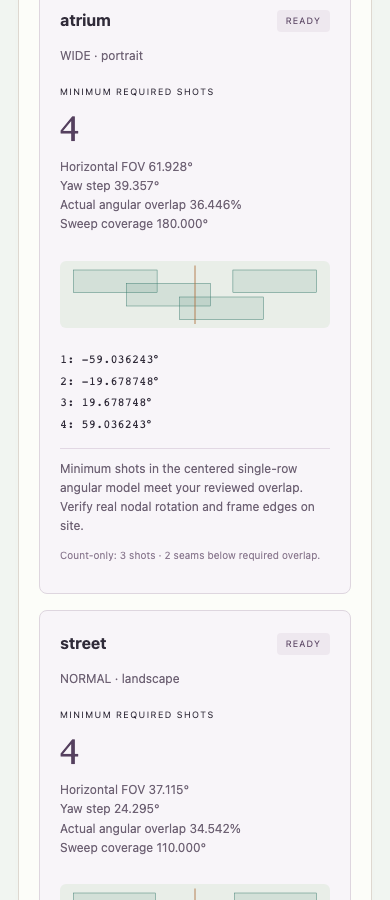 atrium
READY
WIDE · portrait
MINIMUM REQUIRED SHOTS
4
Horizontal FOV 61.928°
Yaw step 39.357°
Actual angular overlap 36.446%
Sweep coverage 180.000°
1: −59.036243°
2: −19.678748°
3: 19.678748°
4: 59.036243°
Minimum shots in the centered single-row
angular model meet your reviewed overlap.
Verify real nodal rotation and frame edges on
site.
Count-only: 3 shots · 2 seams below required overlap.
street
READY
NORMAL · landscape
MINIMUM REQUIRED SHOTS
4
Horizontal FOV 37.115°
Yaw step 24.295°
Actual angular overlap 34.542%
Sweep coverage 110.000°